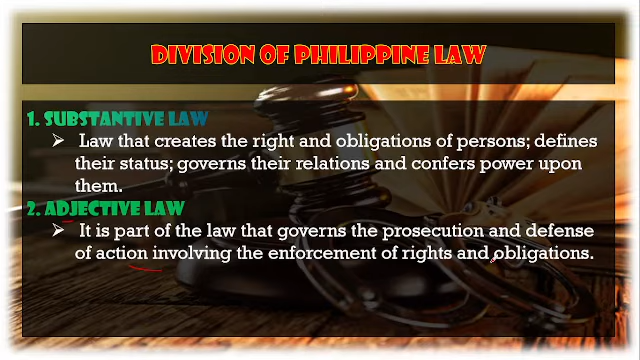 DIVISION OF PHILIPPINE LAW
1. SUBSTANTIVE LAW
➢ Law that creates the right and obligations of persons; defines
their status; governs their relations and confers power upon
them.
2. ADJECTIVE LAW
➢ It is part of the law that governs the prosecution and defense
of action involving the enforcement of rights and obligations.